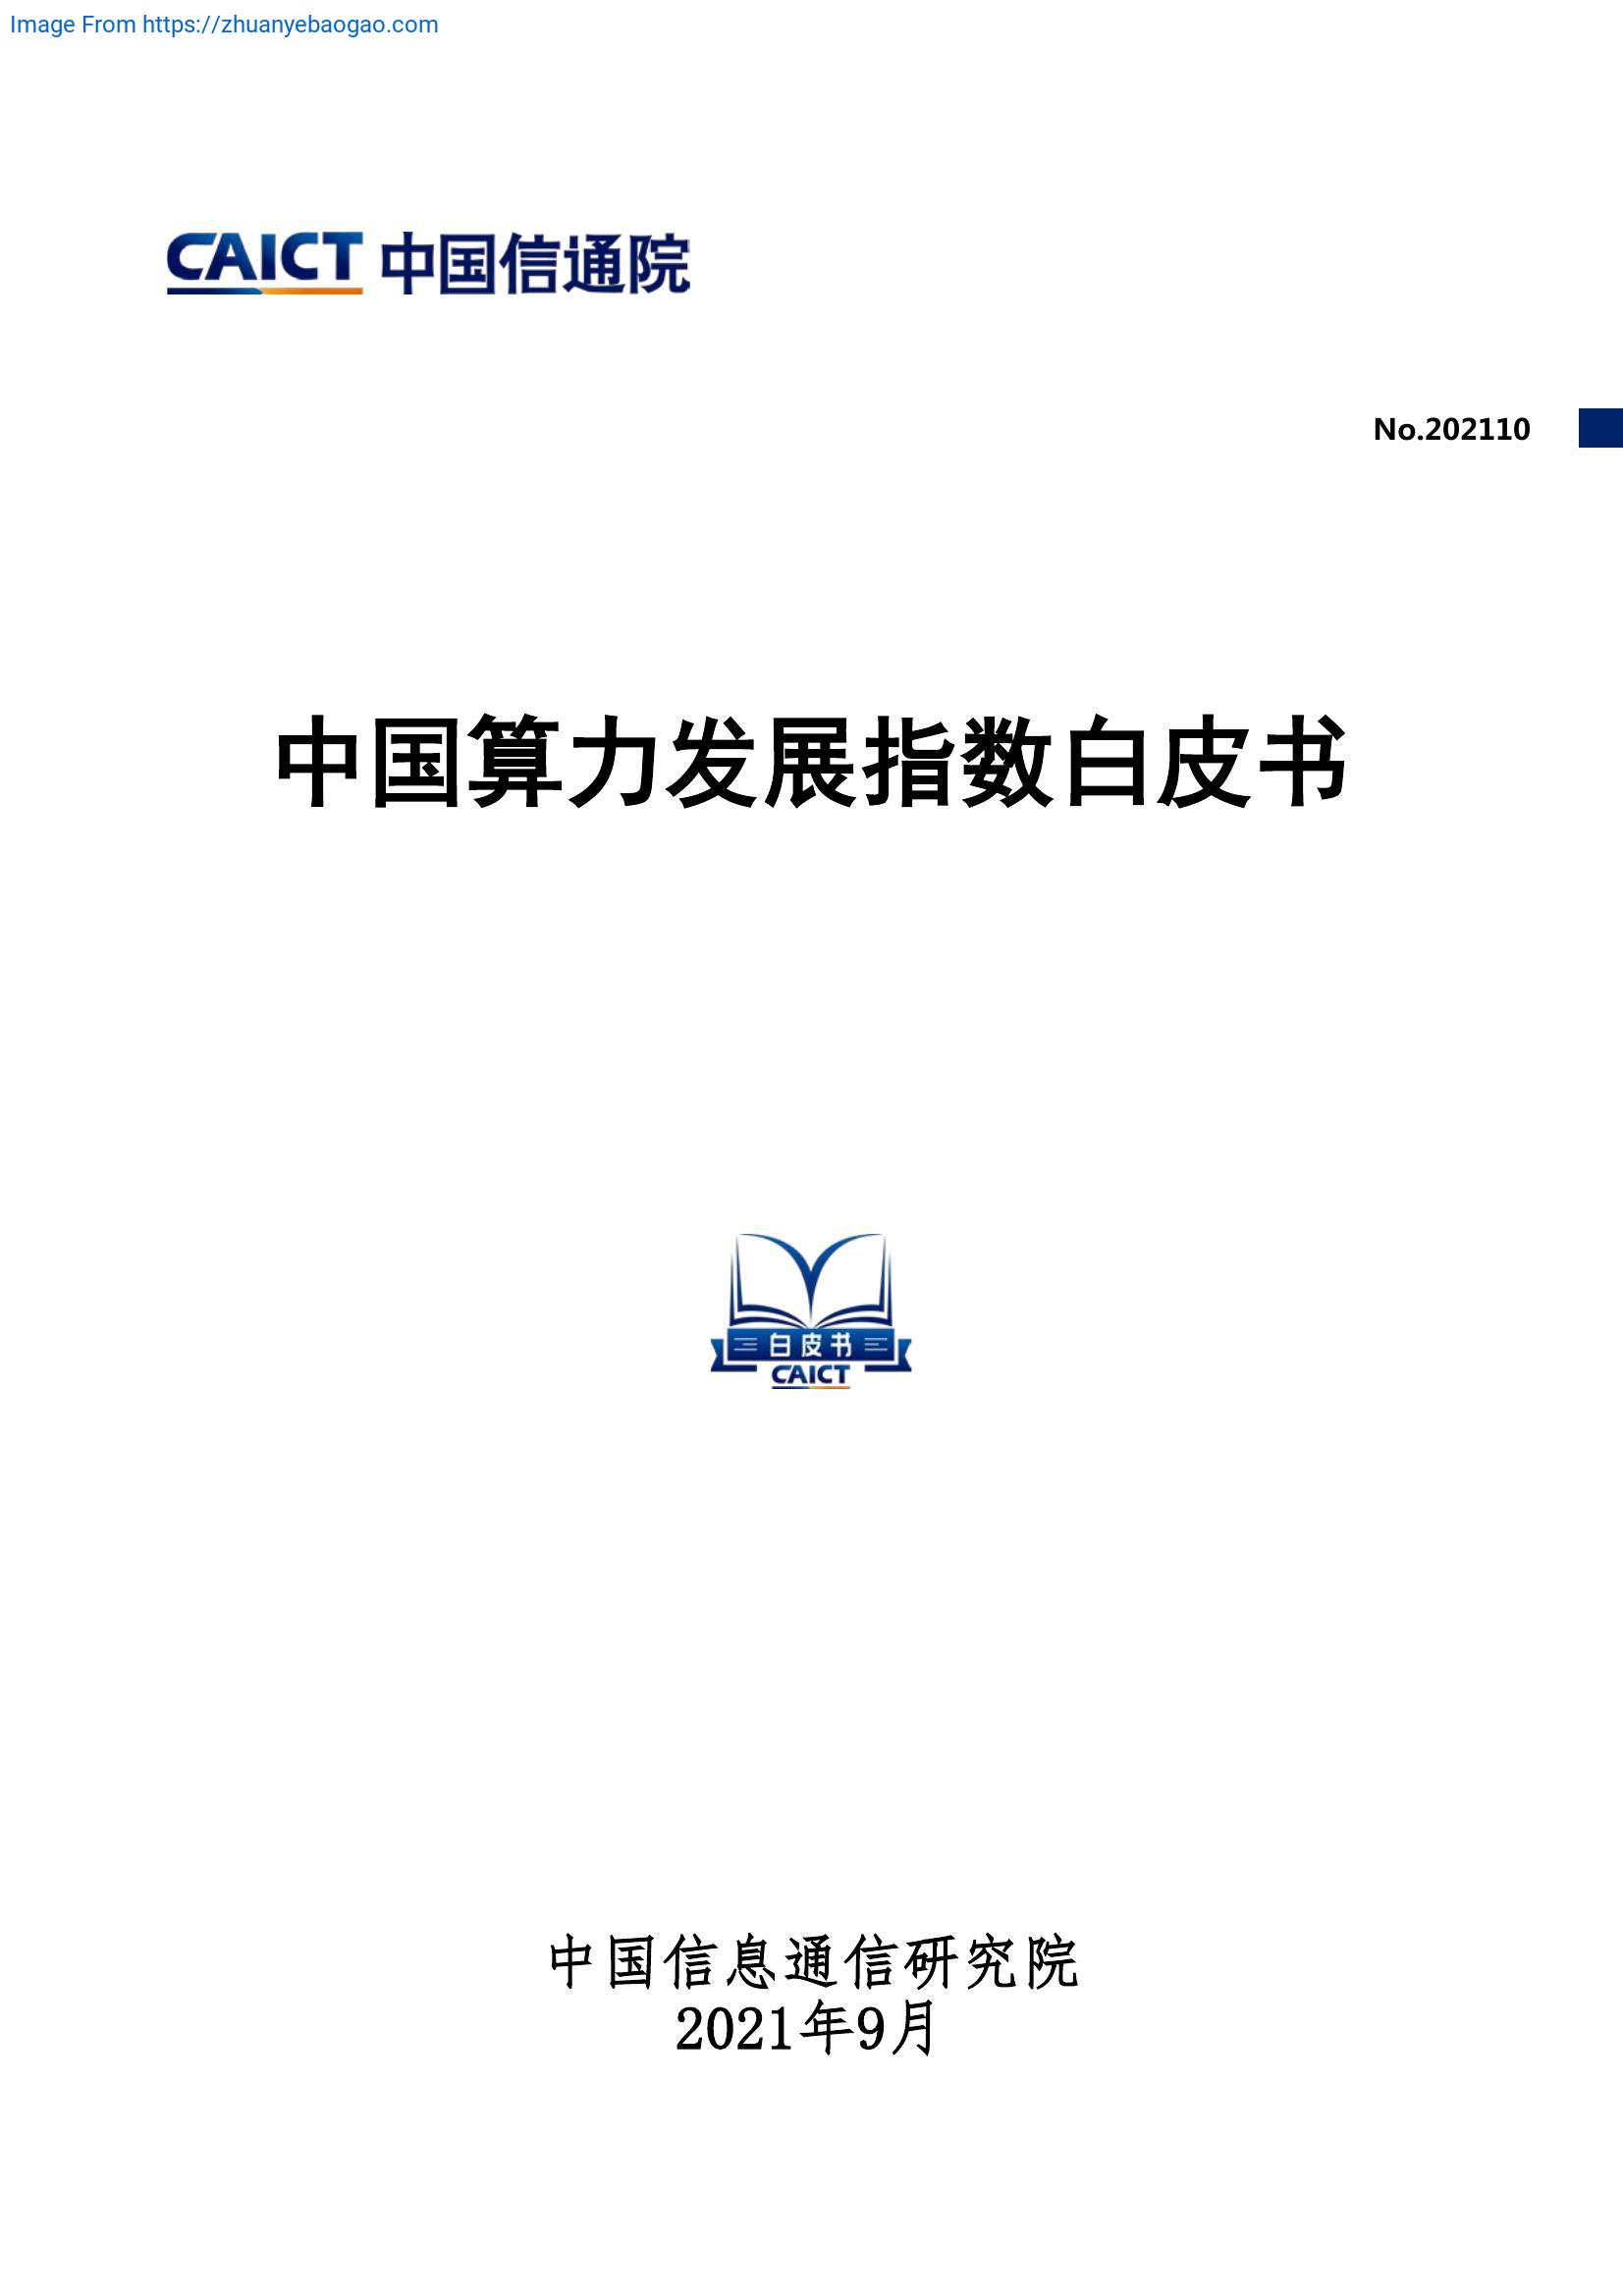 Image From https://zhuanyebaogao.com
CAICT 中国信通院
No.202110
中国算力发展指数白皮书
白皮书
CAICT
中国信息通信研究院
2021年9月